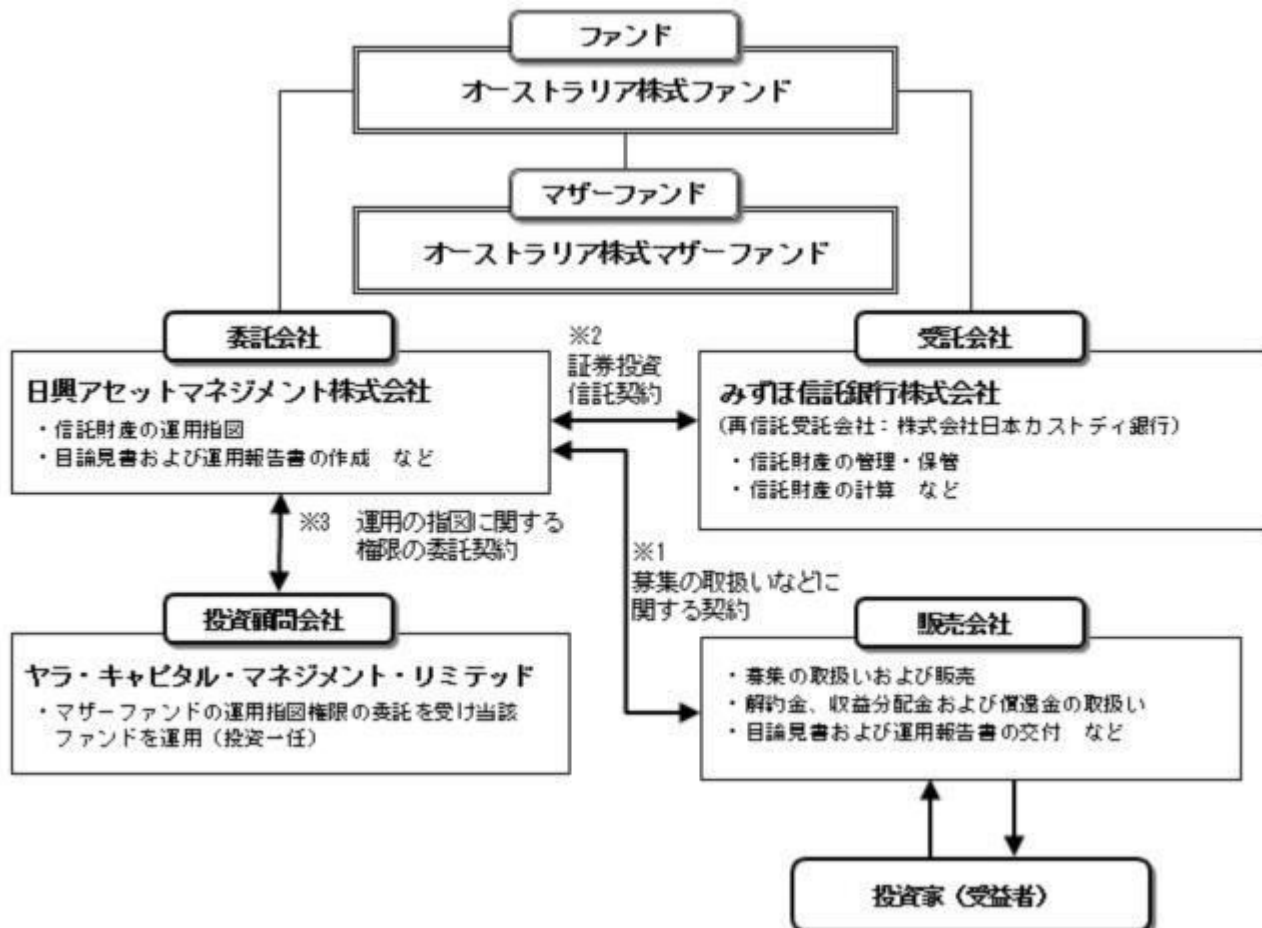 ファンド
オーストラリア株式ファンド
マザーファンド
オーストラリア株式マザーファンド
委託会社
日興アセットマネジメント株式会社
・信託財産の運用指図
・目論見書および運用報告書の作成　など
※2
証券投資
信託契約
受託会社
みずほ信託銀行株式会社
（再信託受託会社：株式会社日本カストディ銀行）
・信託財産の管理・保管
・信託財産の計算　など
※3　運用の指図に関する
権限の委託契約
※1
募集の取扱いなどに
関する契約
投資顧問会社
ヤラ・キャピタル・マネジメント・リミテッド
・マザーファンドの運用指図権限の委託を受け当該
ファンドを運用（投資一任）
販売会社
・募集の取扱いおよび販売
・解約金、収益分配金および償還金の取扱い
・目論見書および運用報告書の交付　など
投資家（受益者）